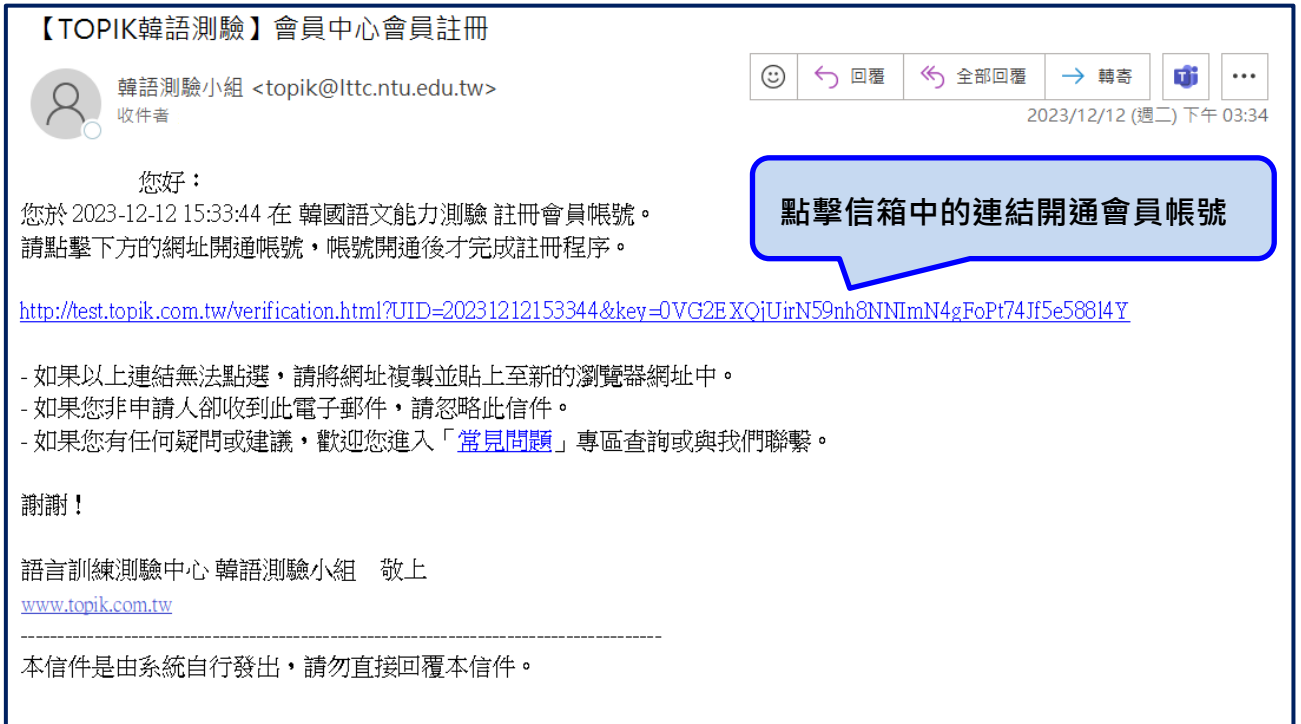 【TOPIK韓語測驗】會員中心會員註冊
韓語測驗小組 <topik@lttc.ntu.edu.tw>
收件者
回覆
全部回覆
轉寄
2023/12/12 (週二) 下午 03:34
您好：
您於 2023-12-12 15:33:44 在 韓國語文能力測驗 註冊會員帳號。
請點擊下方的網址開通帳號，帳號開通後才完成註冊程序。
點擊信箱中的連結開通會員帳號
http://test.topik.com.tw/verification.html?UID=20231212153344&key=0VG2EXQjUirN59nh8NNImN4gFoPt74Jf5e588l4Y
- 如果以上連結無法點選，請將網址複製並貼上至新的瀏覽器網址中。
- 如果您非申請人卻收到此電子郵件，請忽略此信件。
- 如果您有任何疑問或建議，歡迎您進入「常見問題」專區查詢或與我們聯繫。
謝謝！
語言訓練測驗中心 韓語測驗小組　敬上
www.topik.com.tw
----------------------------------------------------------------------------------------
本信件是由系統自行發出，請勿直接回覆本信件。